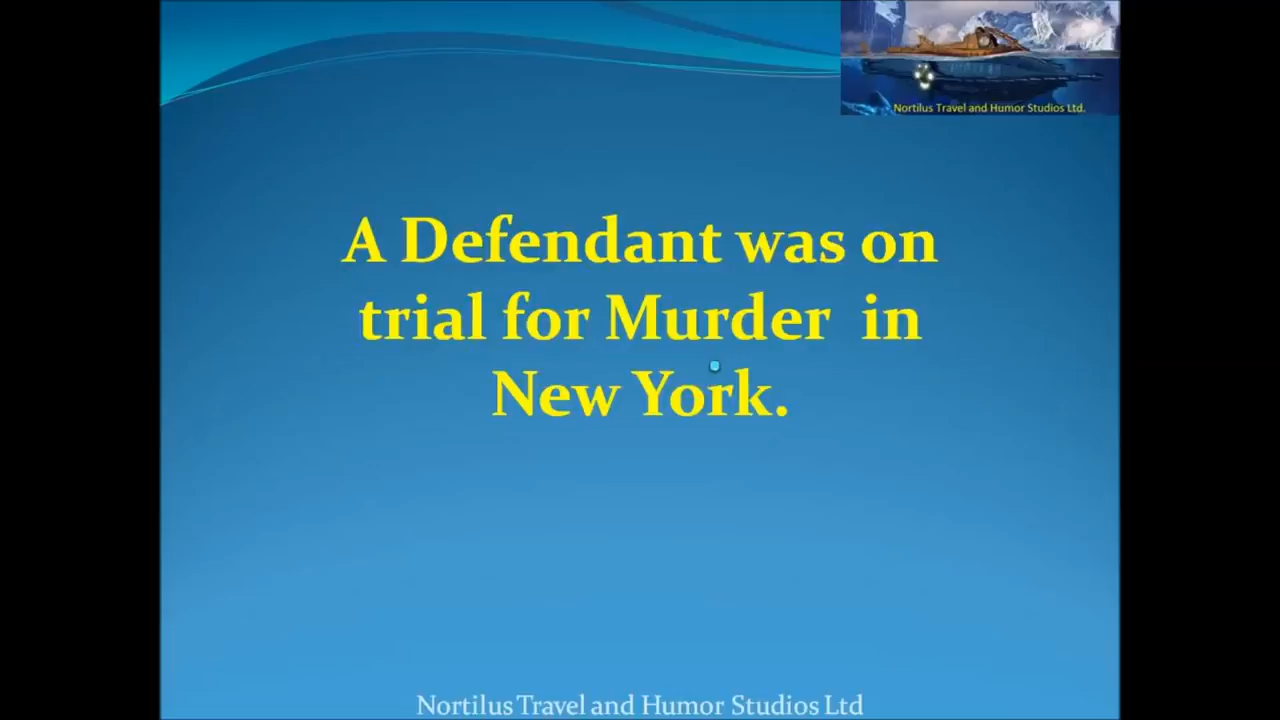 Nortilus Travel and Humor Studios Ltd.
A Defendant was on
trial for Murder in
New York.
Nortilus Travel and Humor Studios Ltd